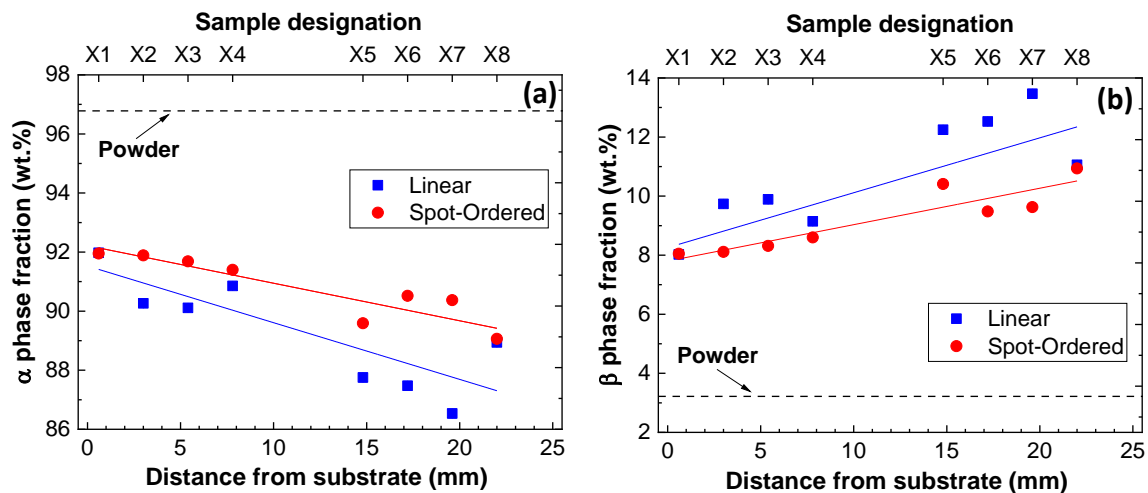 Sample designation
X1 X2 X3 X4 X5 X6 X7 X8
(a)
98
96
94
92
90
88
86
α phase fraction (wt.%)
Powder
Linear
Spot-Ordered
0 5 10 15 20 25
Distance from substrate (mm)
Sample designation
X1 X2 X3 X4 X5 X6 X7 X8
(b)
14
12
10
8
6
4
2
β phase fraction (wt.%)
Linear
Spot-Ordered
Powder
0 5 10 15 20 25
Distance from substrate (mm)